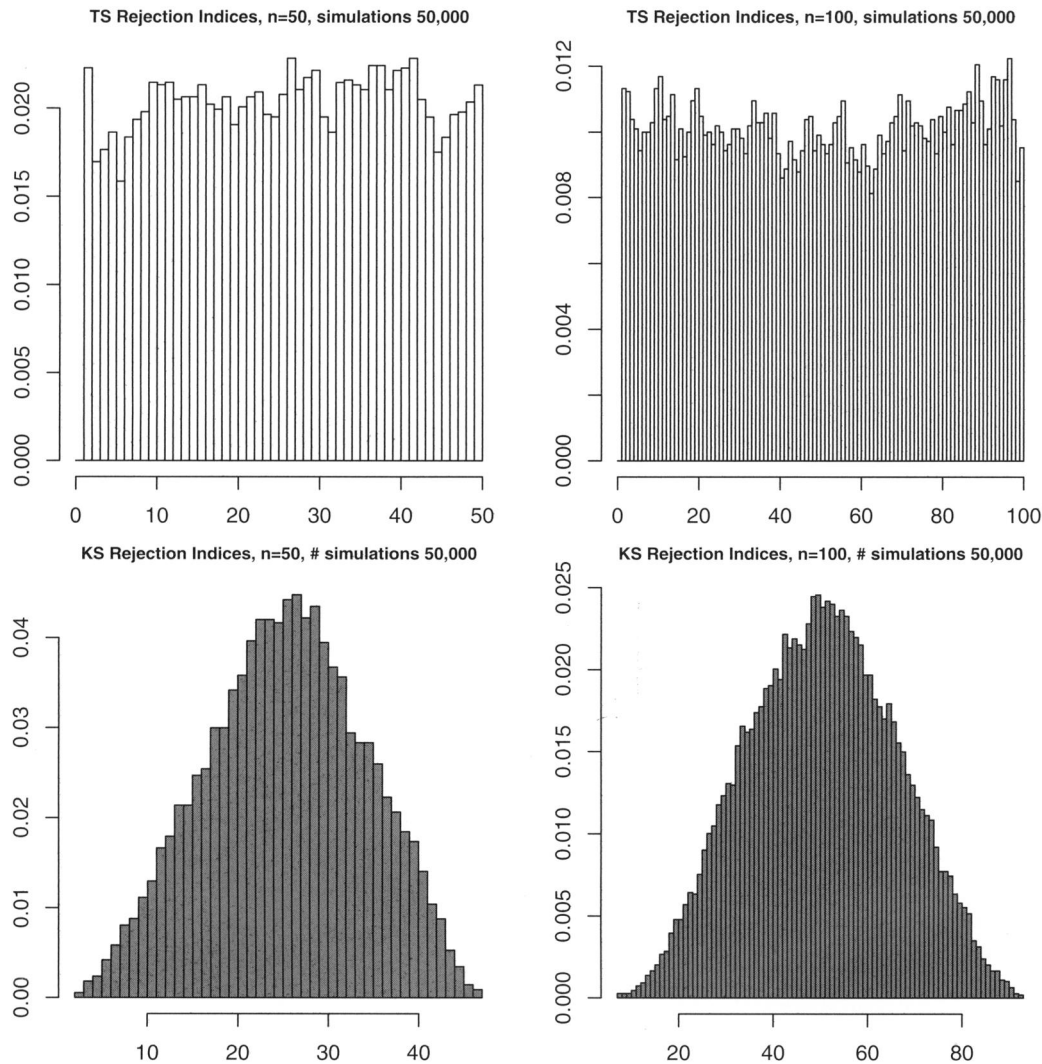 TS Rejection Indices, n=50, simulations 50,000
0.020
0.015
0.010
0.005
0.000
0 10 20 30 40 50
TS Rejection Indices, n=100, simulations 50,000
0.012
0.008
0.004
0.000
0 20 40 60 80 100
KS Rejection Indices, n=50, # simulations 50,000
0.04
0.03
0.02
0.01
0.00
10 20 30 40
KS Rejection Indices, n=100, # simulations 50,000
0.025
0.020
0.015
0.010
0.005
0.000
20 40 60 80